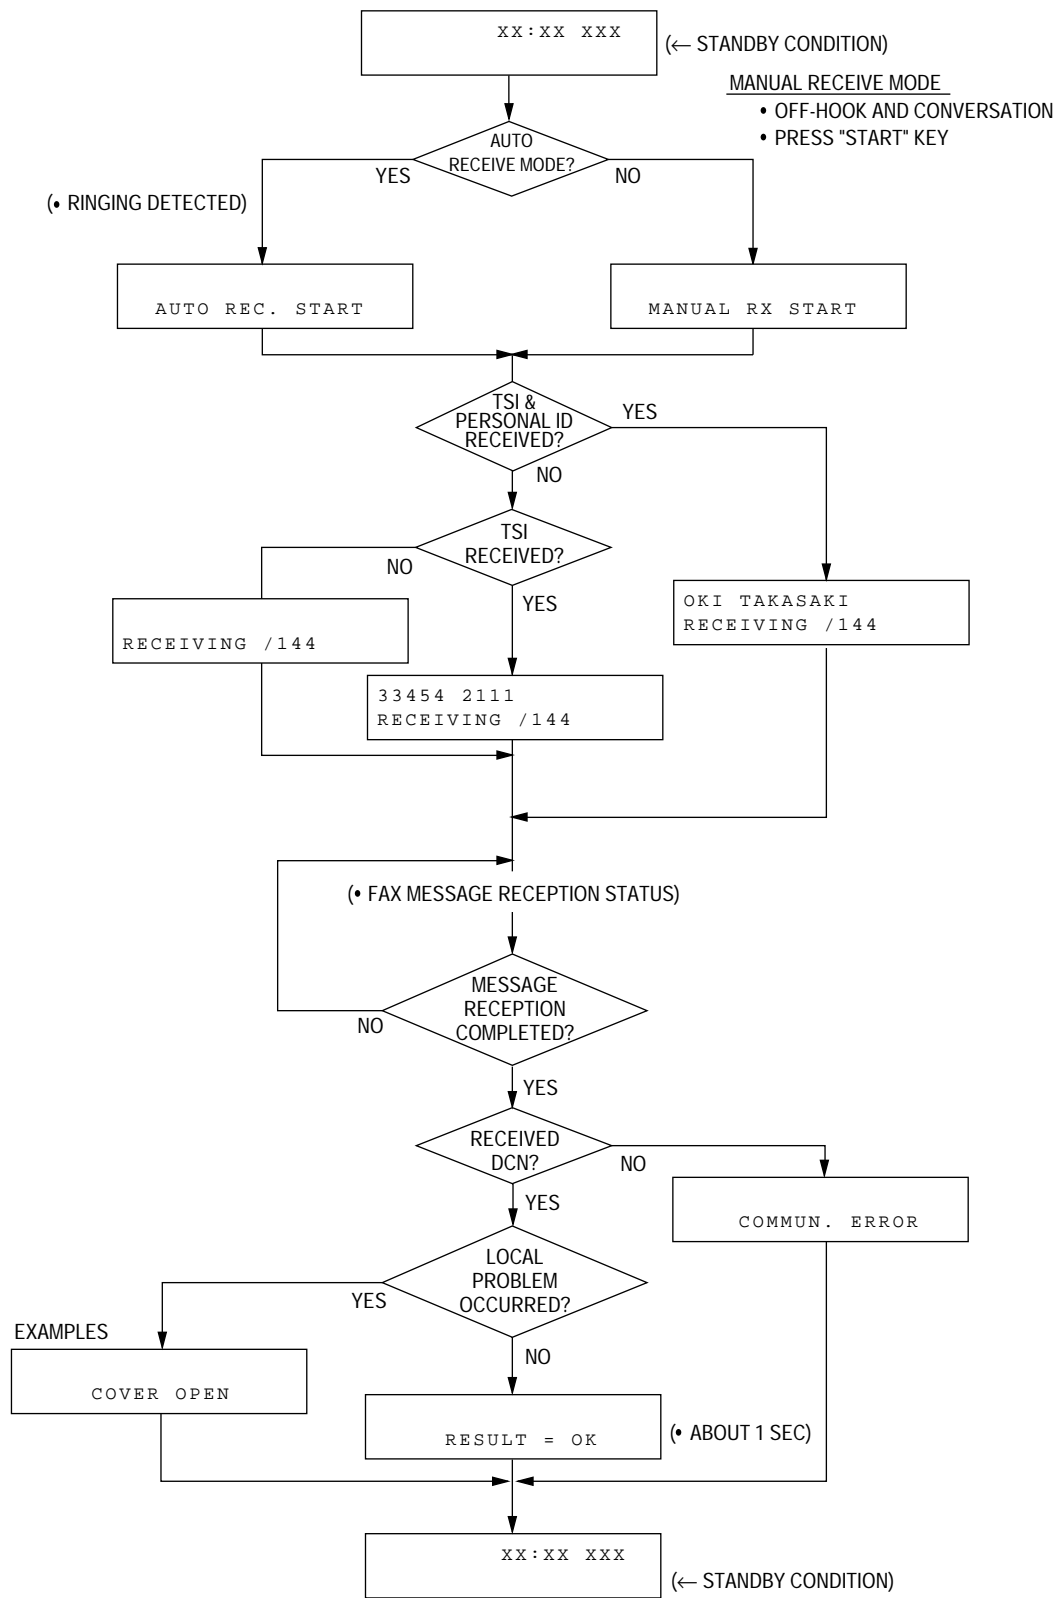 XX:XX XXX
(← STANDBY CONDITION)
MANUAL RECEIVE MODE
• OFF-HOOK AND CONVERSATION
• PRESS "START" KEY
AUTO
RECEIVE MODE?
YES
NO
(• RINGING DETECTED)
AUTO REC. START
MANUAL RX START
TSI &
PERSONAL ID
RECEIVED?
YES
NO
TSI
RECEIVED?
NO
YES
OKI TAKASAKI
RECEIVING /144
RECEIVING /144
33454 2111
RECEIVING /144
(• FAX MESSAGE RECEPTION STATUS)
MESSAGE
RECEPTION
COMPLETED?
NO
YES
RECEIVED
DCN?
NO
YES
COMMUN. ERROR
LOCAL
PROBLEM
OCCURRED?
YES
NO
EXAMPLES
COVER OPEN
RESULT = OK
(• ABOUT 1 SEC)
XX:XX XXX
(← STANDBY CONDITION)